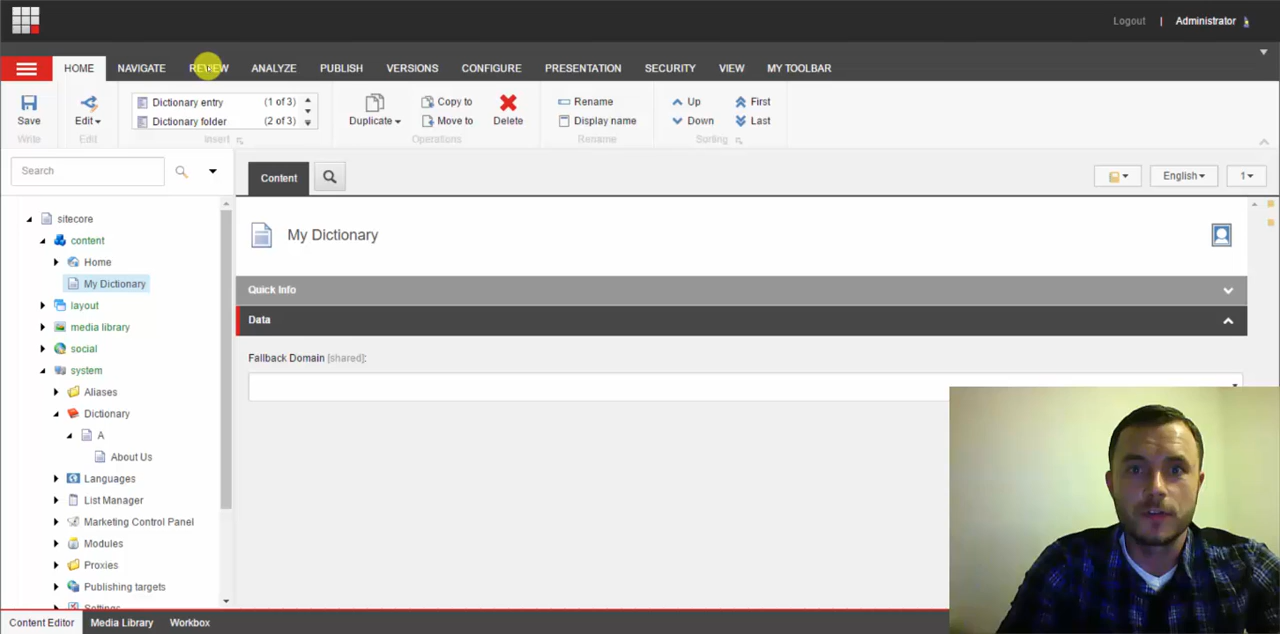 Logout | Administrator
HOME NAVIGATE REVIEW ANALYZE PUBLISH VERSIONS CONFIGURE PRESENTATION SECURITY VIEW MY TOOLBAR
Dictionary entry (1 of 3) Copy to Rename Up First
Save Edit Dictionary folder (2 of 3) Duplicate Move to Delete Display name Down Last
Write Edit Insert Operations Rename Sorting
Search
Content
English 1
sitecore
content
Home
My Dictionary
layout
media library
social
system
Aliases
Dictionary
A
About Us
Languages
List Manager
Marketing Control Panel
Modules
Proxies
Publishing targets
Settings
My Dictionary
Quick Info
Data
Fallback Domain [shared]:
Content Editor Media Library Workbox